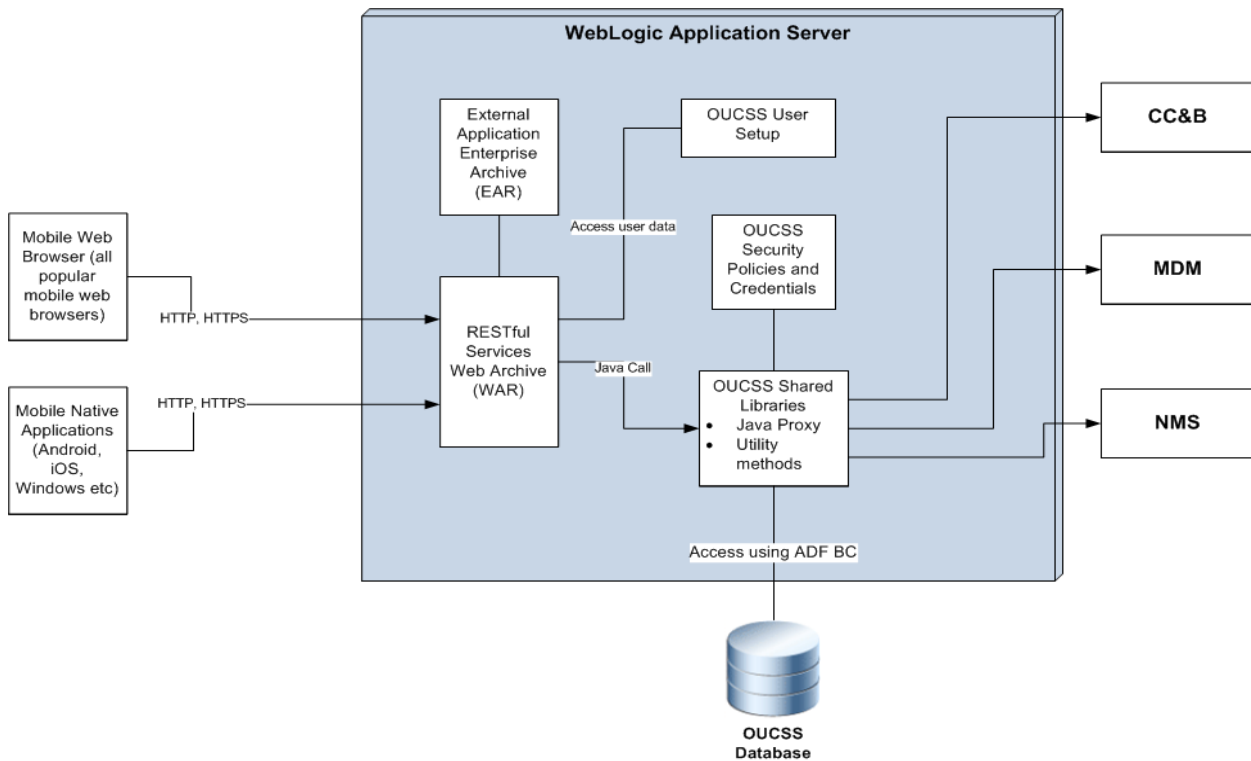 WebLogic Application Server
External
Application
Enterprise
Archive
(EAR)
OUCSS User
Setup
CC&B
Mobile Web
Browser (all
popular
mobile web
browsers)
HTTP, HTTPS
Access user data
OUCSS
Security
Policies and
Credentials
MDM
RESTful
Services
Web Archive
(WAR)
Java Call
Mobile Native
Applications
(Android,
iOS,
Windows etc)
HTTP, HTTPS
OUCSS Shared
Libraries
• Java Proxy
• Utility
methods
NMS
Access using ADF BC
OUCSS
Database